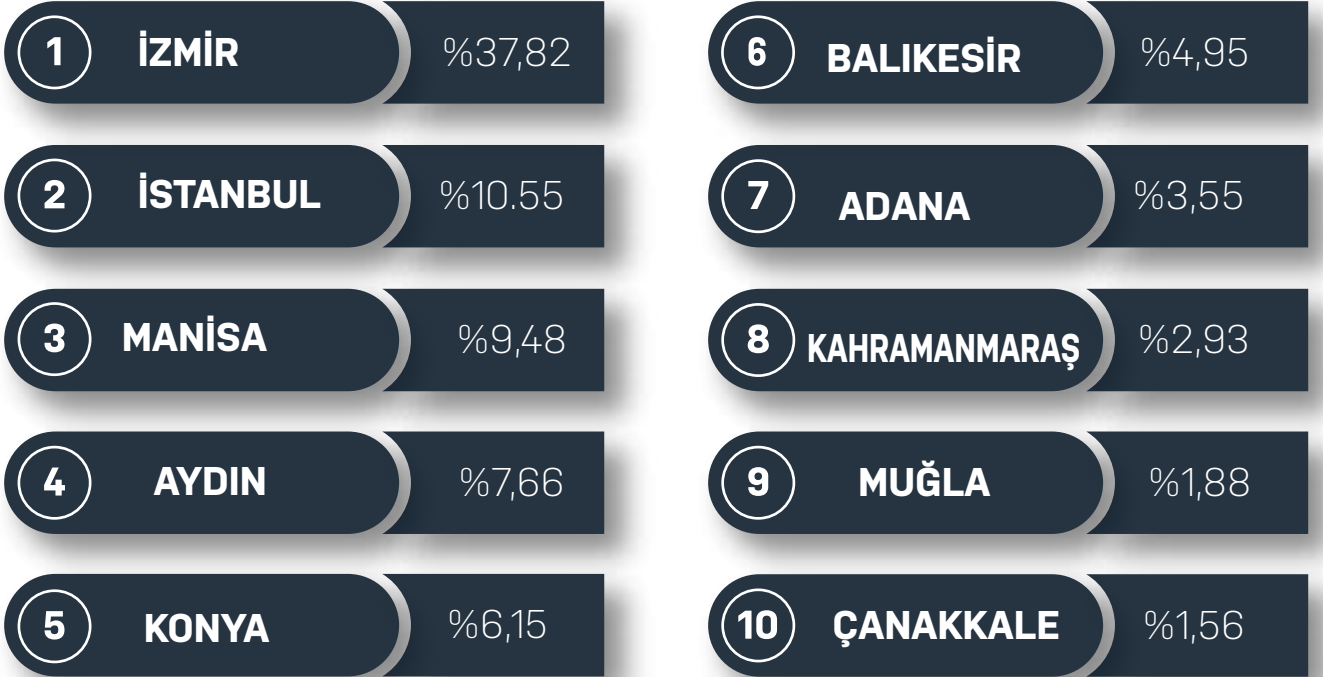 1 İZMİR %37,82
2 İSTANBUL %10.55
3 MANİSA %9,48
4 AYDIN %7,66
5 KONYA %6,15
6 BALIKESİR %4,95
7 ADANA %3,55
8 KAHRAMANMARAŞ %2,93
9 MUĞLA %1,88
10 ÇANAKKALE %1,56